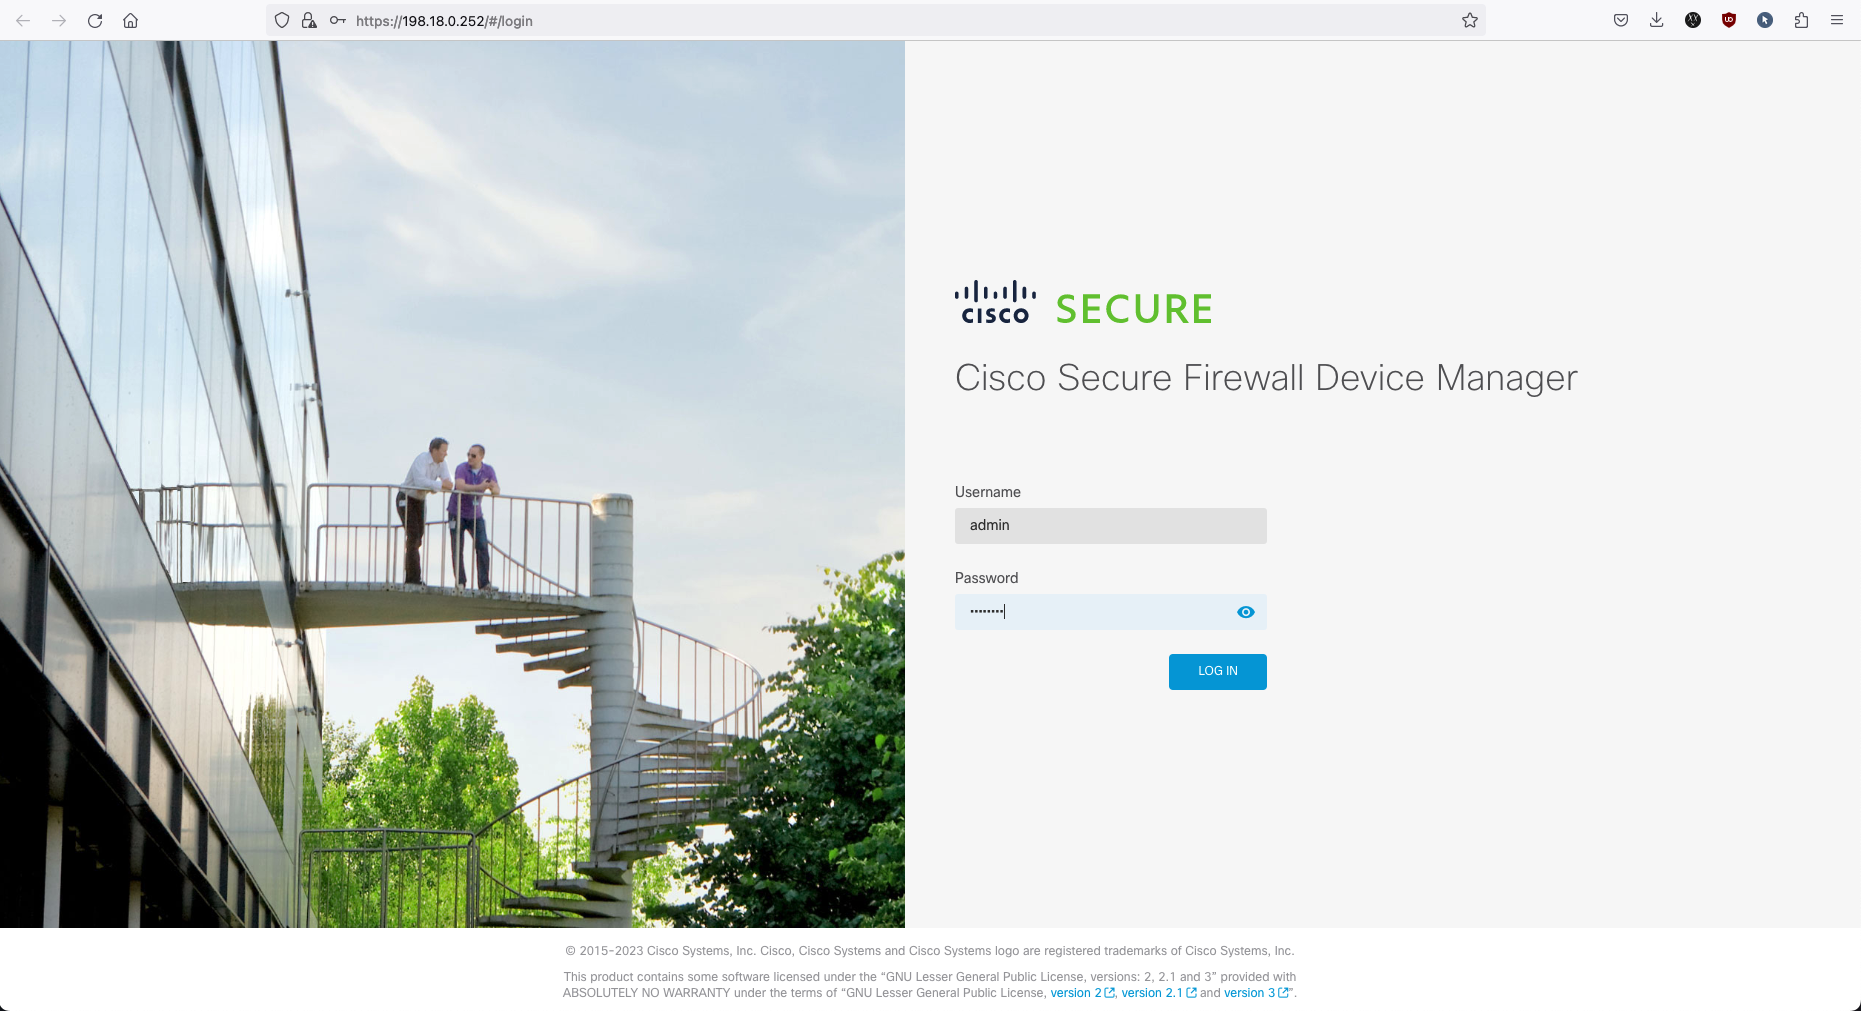 https://198.18.0.252/#/login
CISCO SECURE
Cisco Secure Firewall Device Manager
Username
admin
Password
LOG IN
© 2015-2023 Cisco Systems, Inc. Cisco, Cisco Systems and Cisco Systems logo are registered trademarks of Cisco Systems, Inc.
This product contains some software licensed under the “GNU Lesser General Public License, versions: 2, 2.1 and 3” provided with
ABSOLUTELY NO WARRANTY under the terms of “GNU Lesser General Public License, version 2, version 2.1 and version 3”.